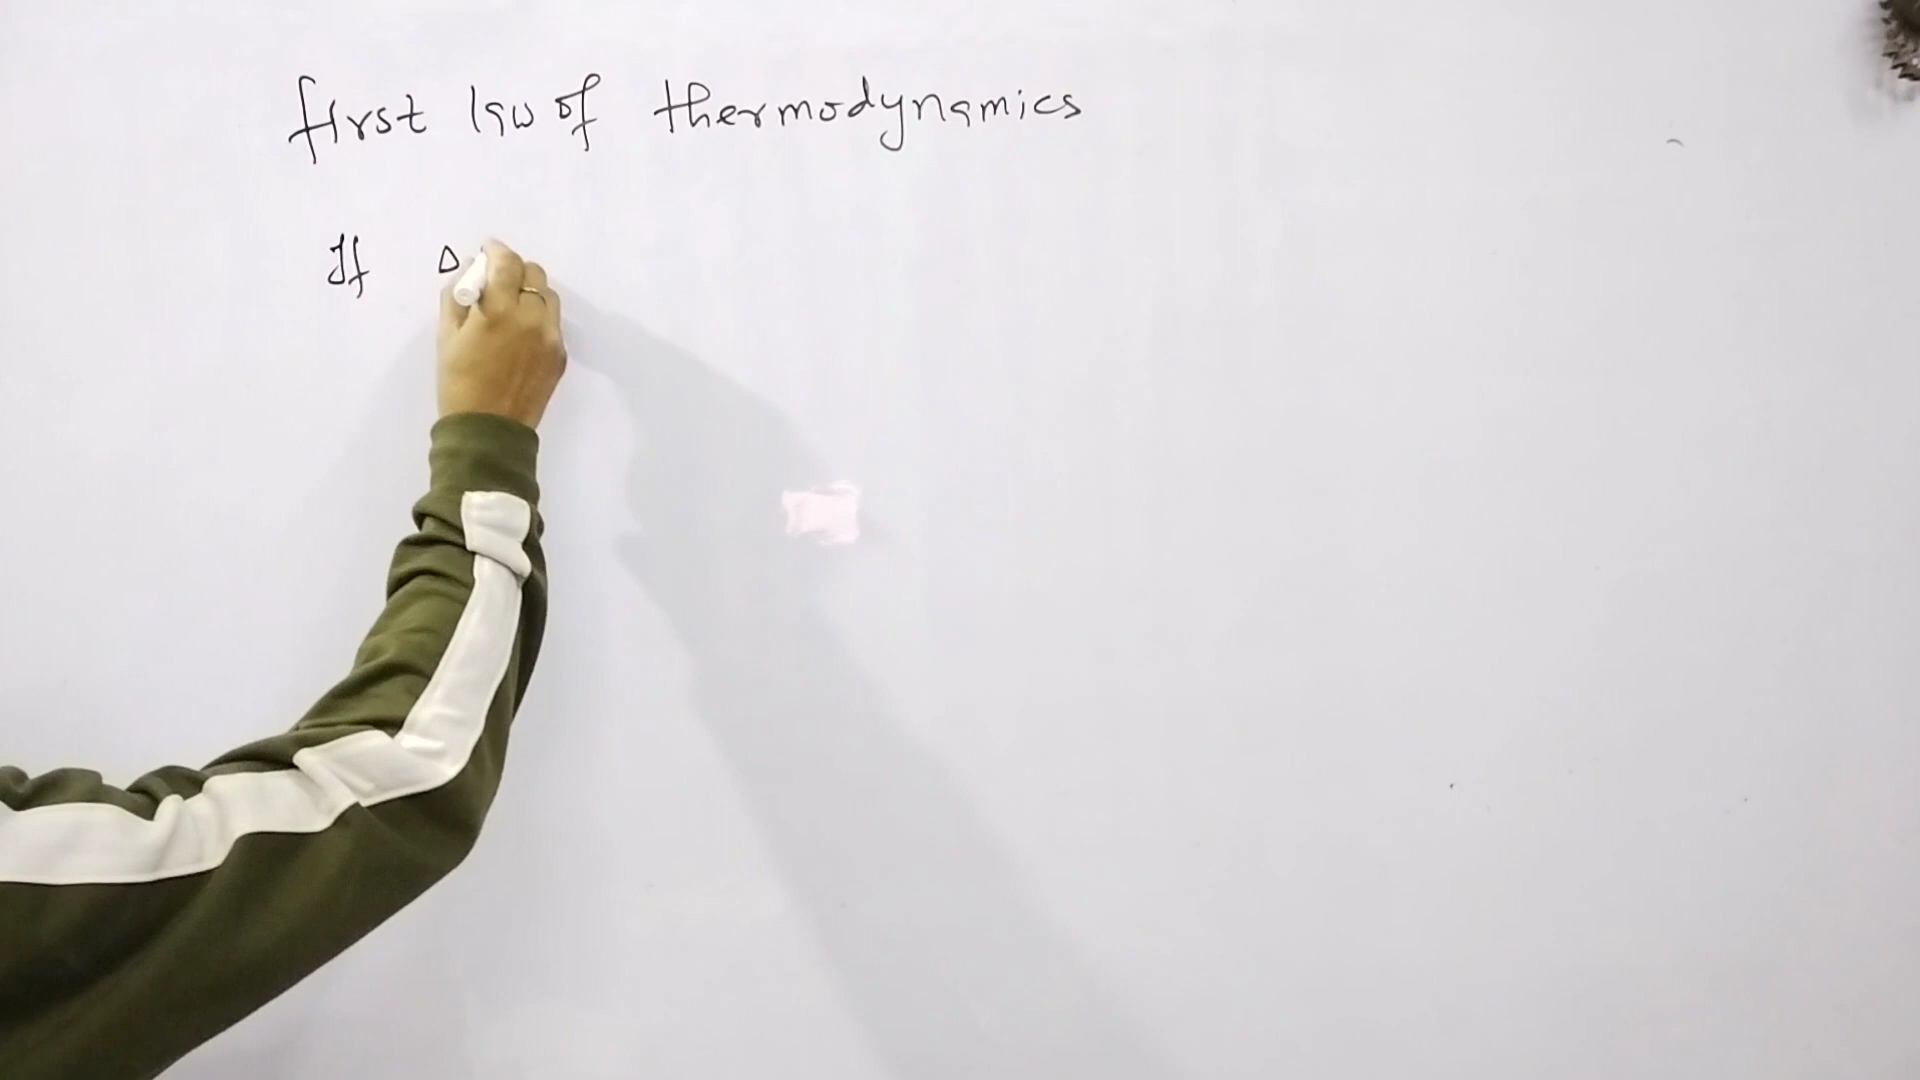 first law of thermodynamics
If Δ